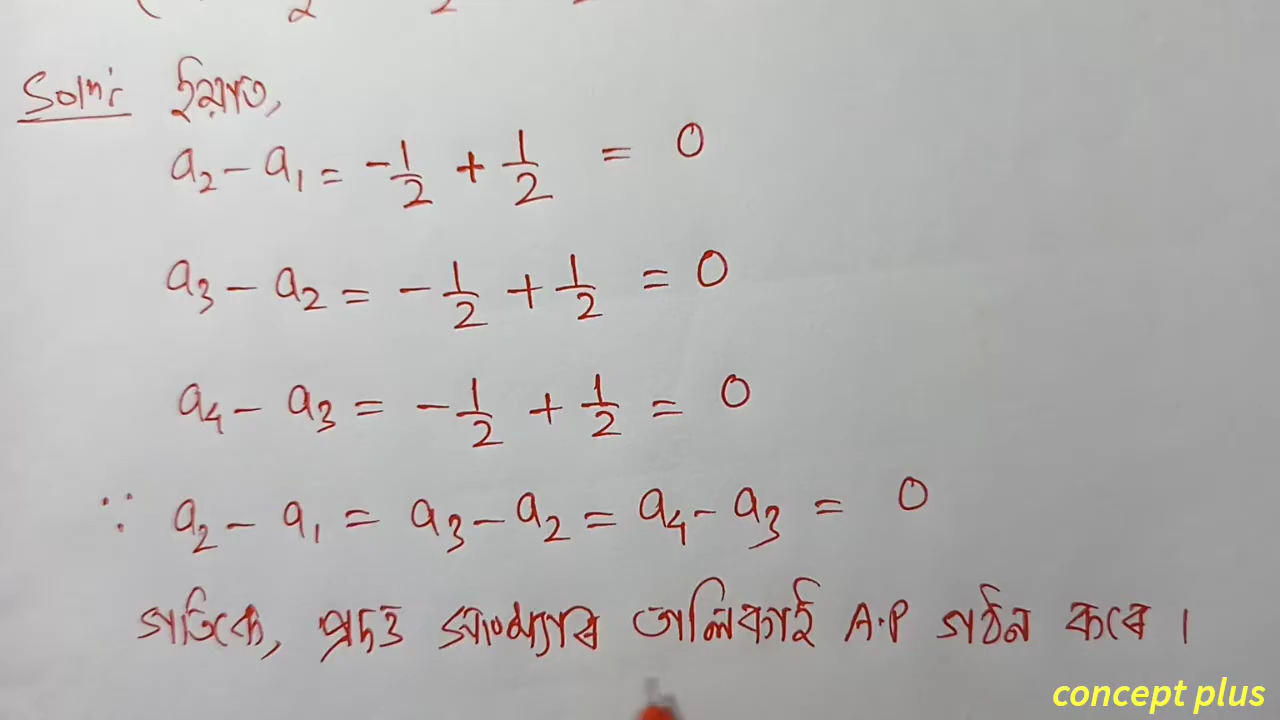 Solnः ইয়াত,
a₂ - a₁ = -1/2 + 1/2 = 0
a₃ - a₂ = -1/2 + 1/2 = 0
a₄ - a₃ = -1/2 + 1/2 = 0
∵ a₂ - a₁ = a₃ - a₂ = a₄ - a₃ = 0
গতিকে, প্রদত্ত সংখ্যাৰ তালিকাই A.P গঠন কৰে ।
concept plus